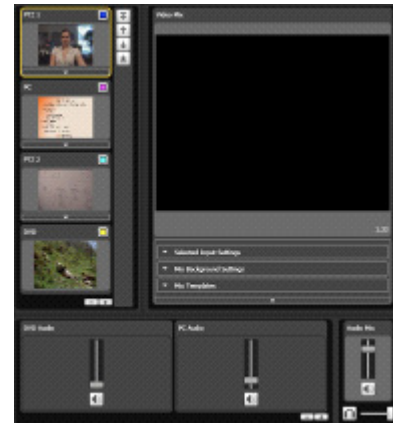 PTZ 1
PC
PTZ 2
DVD
Video Mix
Selected Input Settings
Mix Background Settings
Mix Templates
DVD Audio
PC Audio
Audio Mix